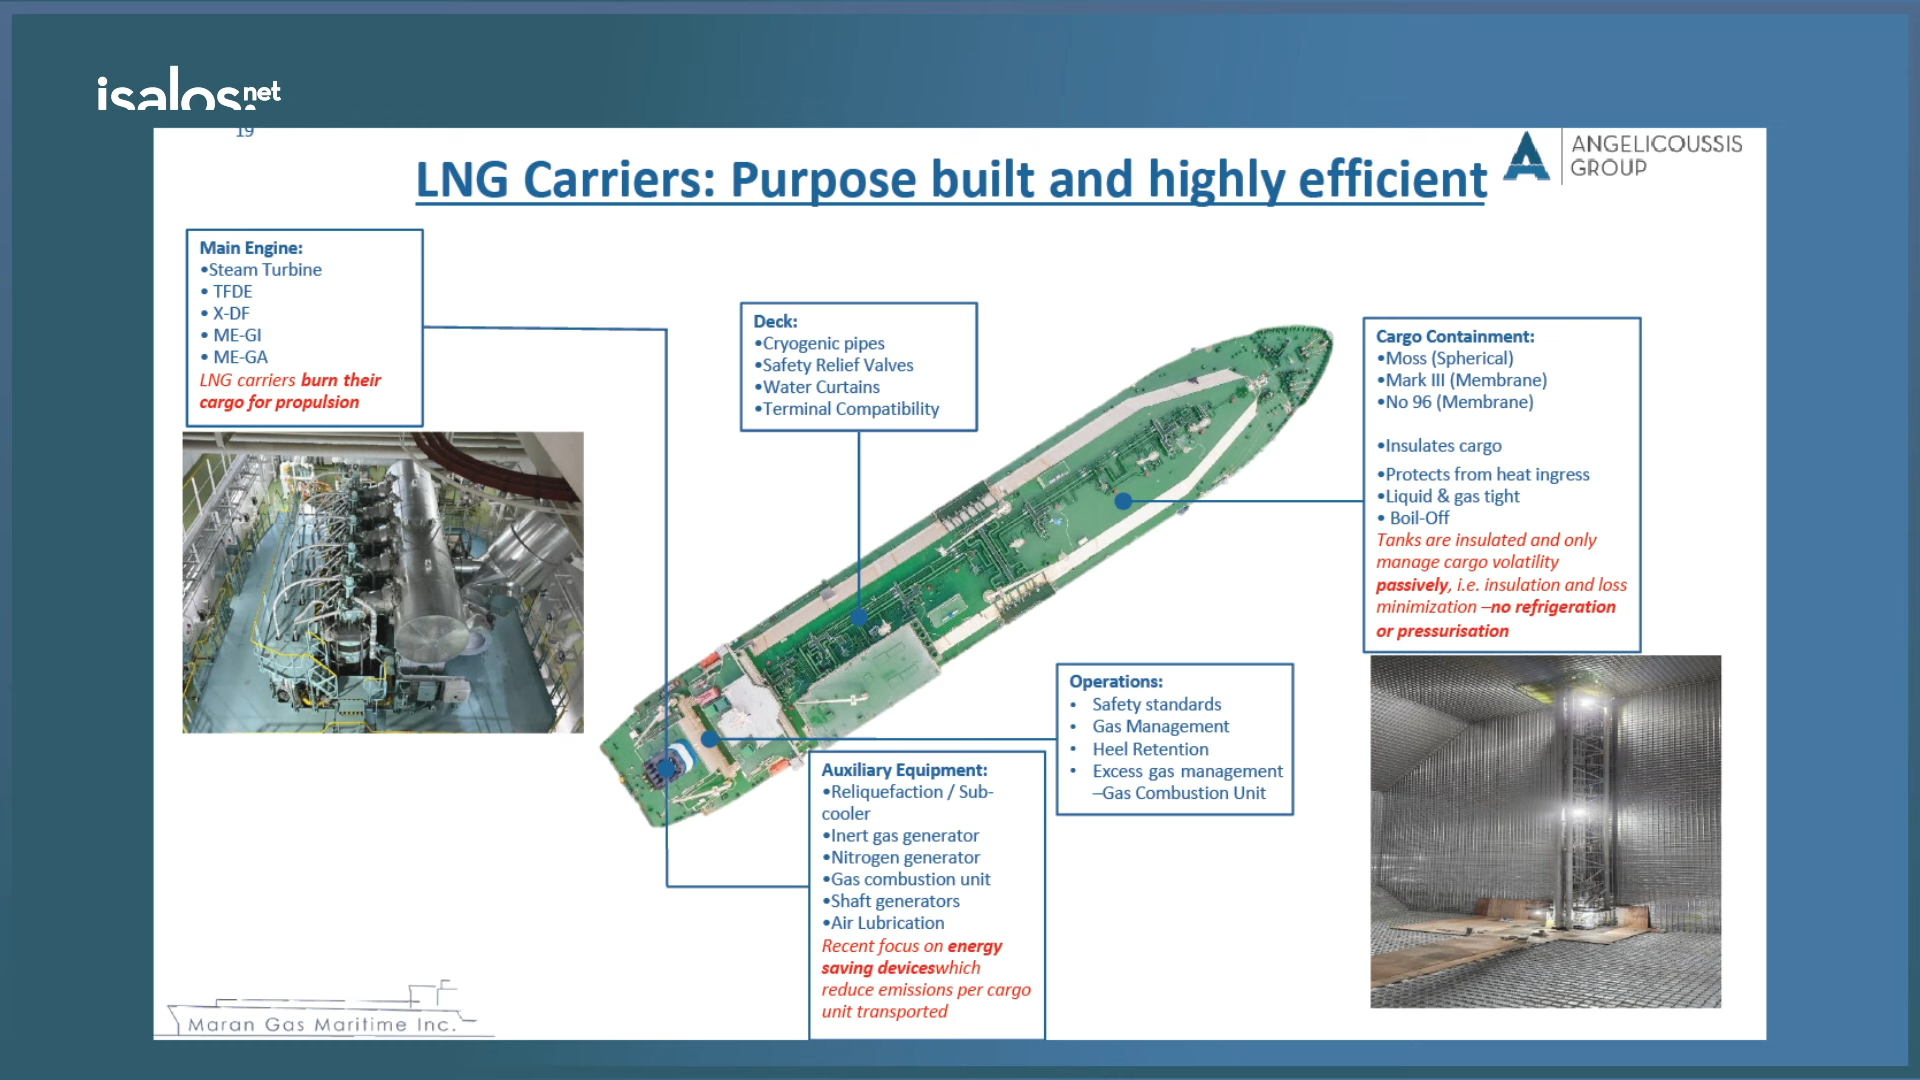 isalos.net
19
LNG Carriers: Purpose built and highly efficient
ANGELICOUSSIS
GROUP
Main Engine:
•Steam Turbine
• TFDE
• X-DF
• ME-GI
• ME-GA
LNG carriers burn their
cargo for propulsion
Deck:
•Cryogenic pipes
•Safety Relief Valves
•Water Curtains
•Terminal Compatibility
Cargo Containment:
•Moss (Spherical)
•Mark III (Membrane)
•No 96 (Membrane)
•Insulates cargo
•Protects from heat ingress
•Liquid & gas tight
• Boil-Off
Tanks are insulated and only
manage cargo volatility
passively, i.e. insulation and loss
minimization –no refrigeration
or pressurisation
Operations:
• Safety standards
• Gas Management
• Heel Retention
• Excess gas management
–Gas Combustion Unit
Auxiliary Equipment:
•Reliquefaction / Sub-
cooler
•Inert gas generator
•Nitrogen generator
•Gas combustion unit
•Shaft generators
•Air Lubrication
Recent focus on energy
saving deviceswhich
reduce emissions per cargo
unit transported
Maran Gas Maritime Inc.